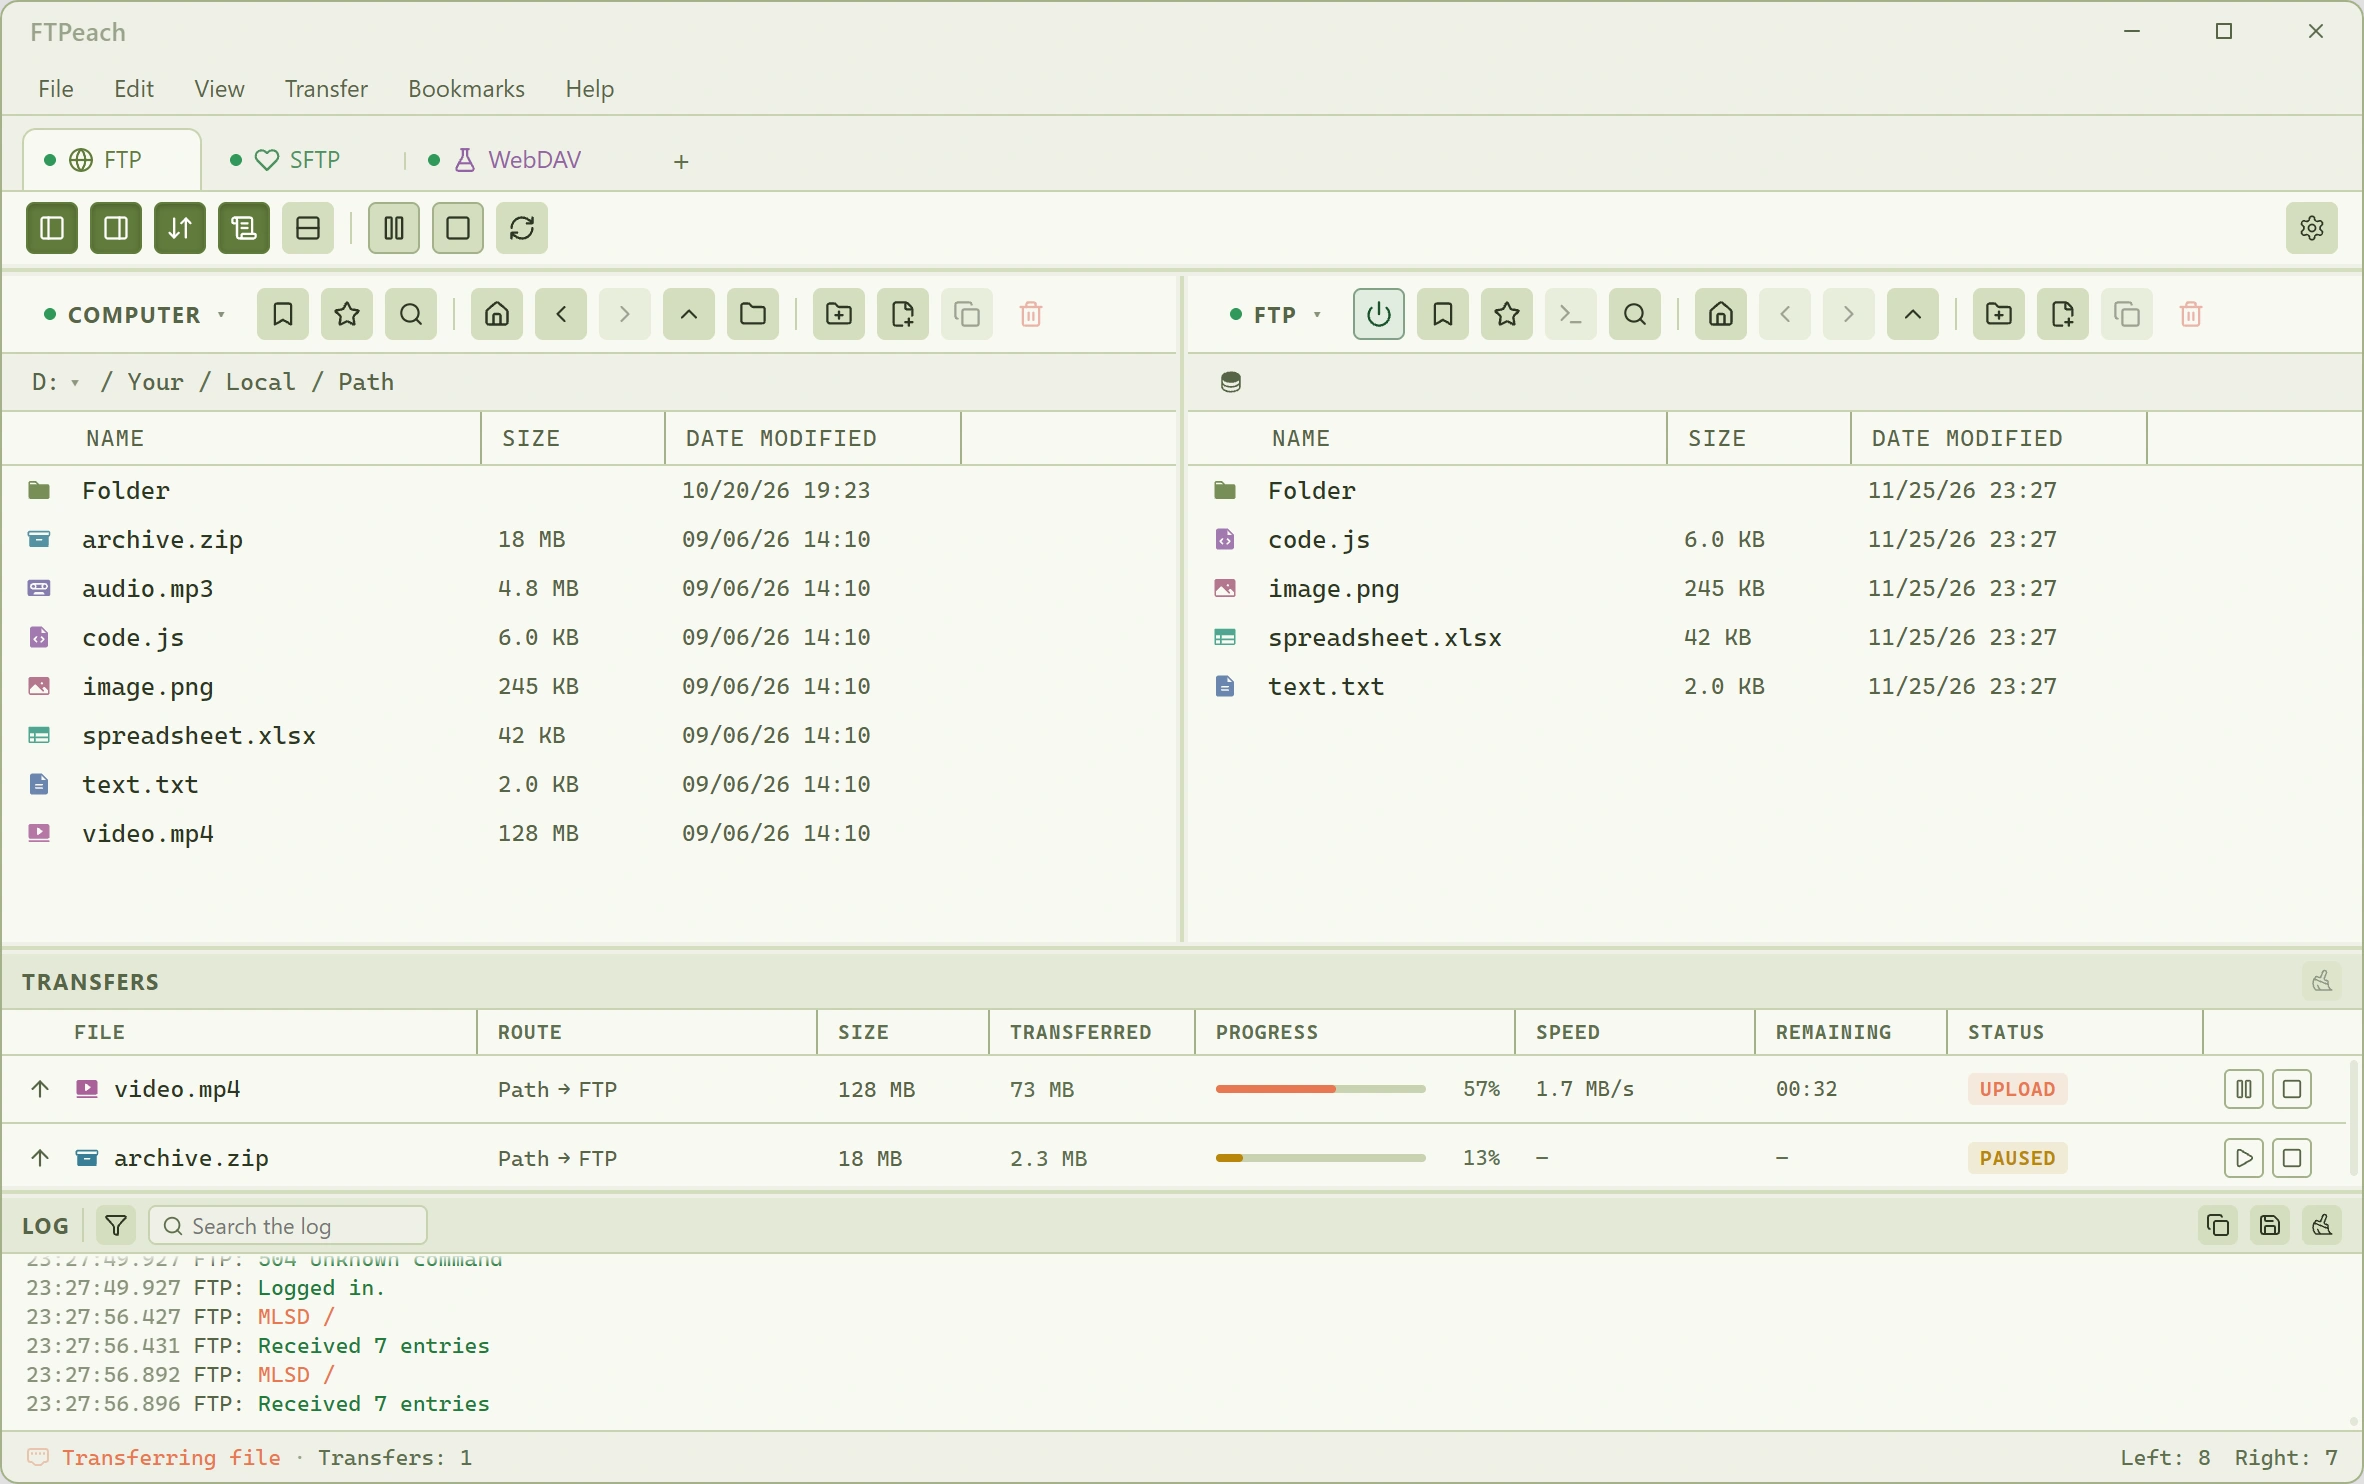 FTPeach
File Edit View Transfer Bookmarks Help
FTP SFTP WebDAV +
COMPUTER FTP
D: / Your / Local / Path
NAME SIZE DATE MODIFIED NAME SIZE DATE MODIFIED
Folder 10/20/26 19:23 Folder 11/25/26 23:27
archive.zip 18 MB 09/06/26 14:10 code.js 6.0 KB 11/25/26 23:27
audio.mp3 4.8 MB 09/06/26 14:10 image.png 245 KB 11/25/26 23:27
code.js 6.0 KB 09/06/26 14:10 spreadsheet.xlsx 42 KB 11/25/26 23:27
image.png 245 KB 09/06/26 14:10 text.txt 2.0 KB 11/25/26 23:27
spreadsheet.xlsx 42 KB 09/06/26 14:10
text.txt 2.0 KB 09/06/26 14:10
video.mp4 128 MB 09/06/26 14:10
TRANSFERS
FILE ROUTE SIZE TRANSFERRED PROGRESS SPEED REMAINING STATUS
video.mp4 Path → FTP 128 MB 73 MB 57% 1.7 MB/s 00:32 UPLOAD
archive.zip Path → FTP 18 MB 2.3 MB 13% — — PAUSED
LOG Search the log
23:27:49.927 FTP: 504 Unknown command
23:27:49.927 FTP: Logged in.
23:27:56.427 FTP: MLSD /
23:27:56.431 FTP: Received 7 entries
23:27:56.892 FTP: MLSD /
23:27:56.896 FTP: Received 7 entries
Transferring file · Transfers: 1 Left: 8 Right: 7